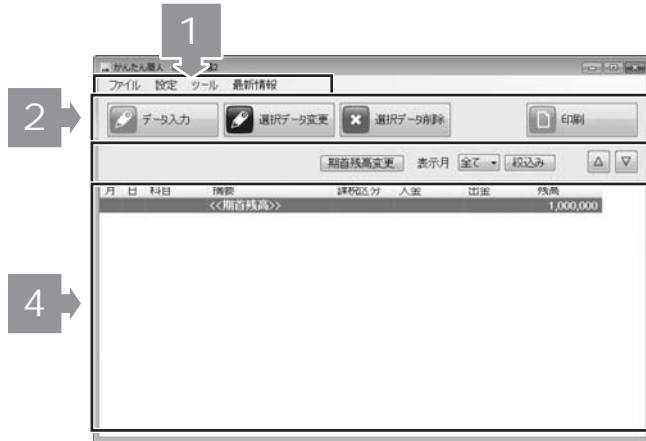 1
かんたん職人
ファイル 設定 ツール 最新情報
2
データ入力 選択データ変更 選択データ削除 印刷
期首残高変更 表示月 全て 絞込み
月 日 科目 摘要 課税区分 入金 出金 残高
<<期首残高>> 1,000,000
4